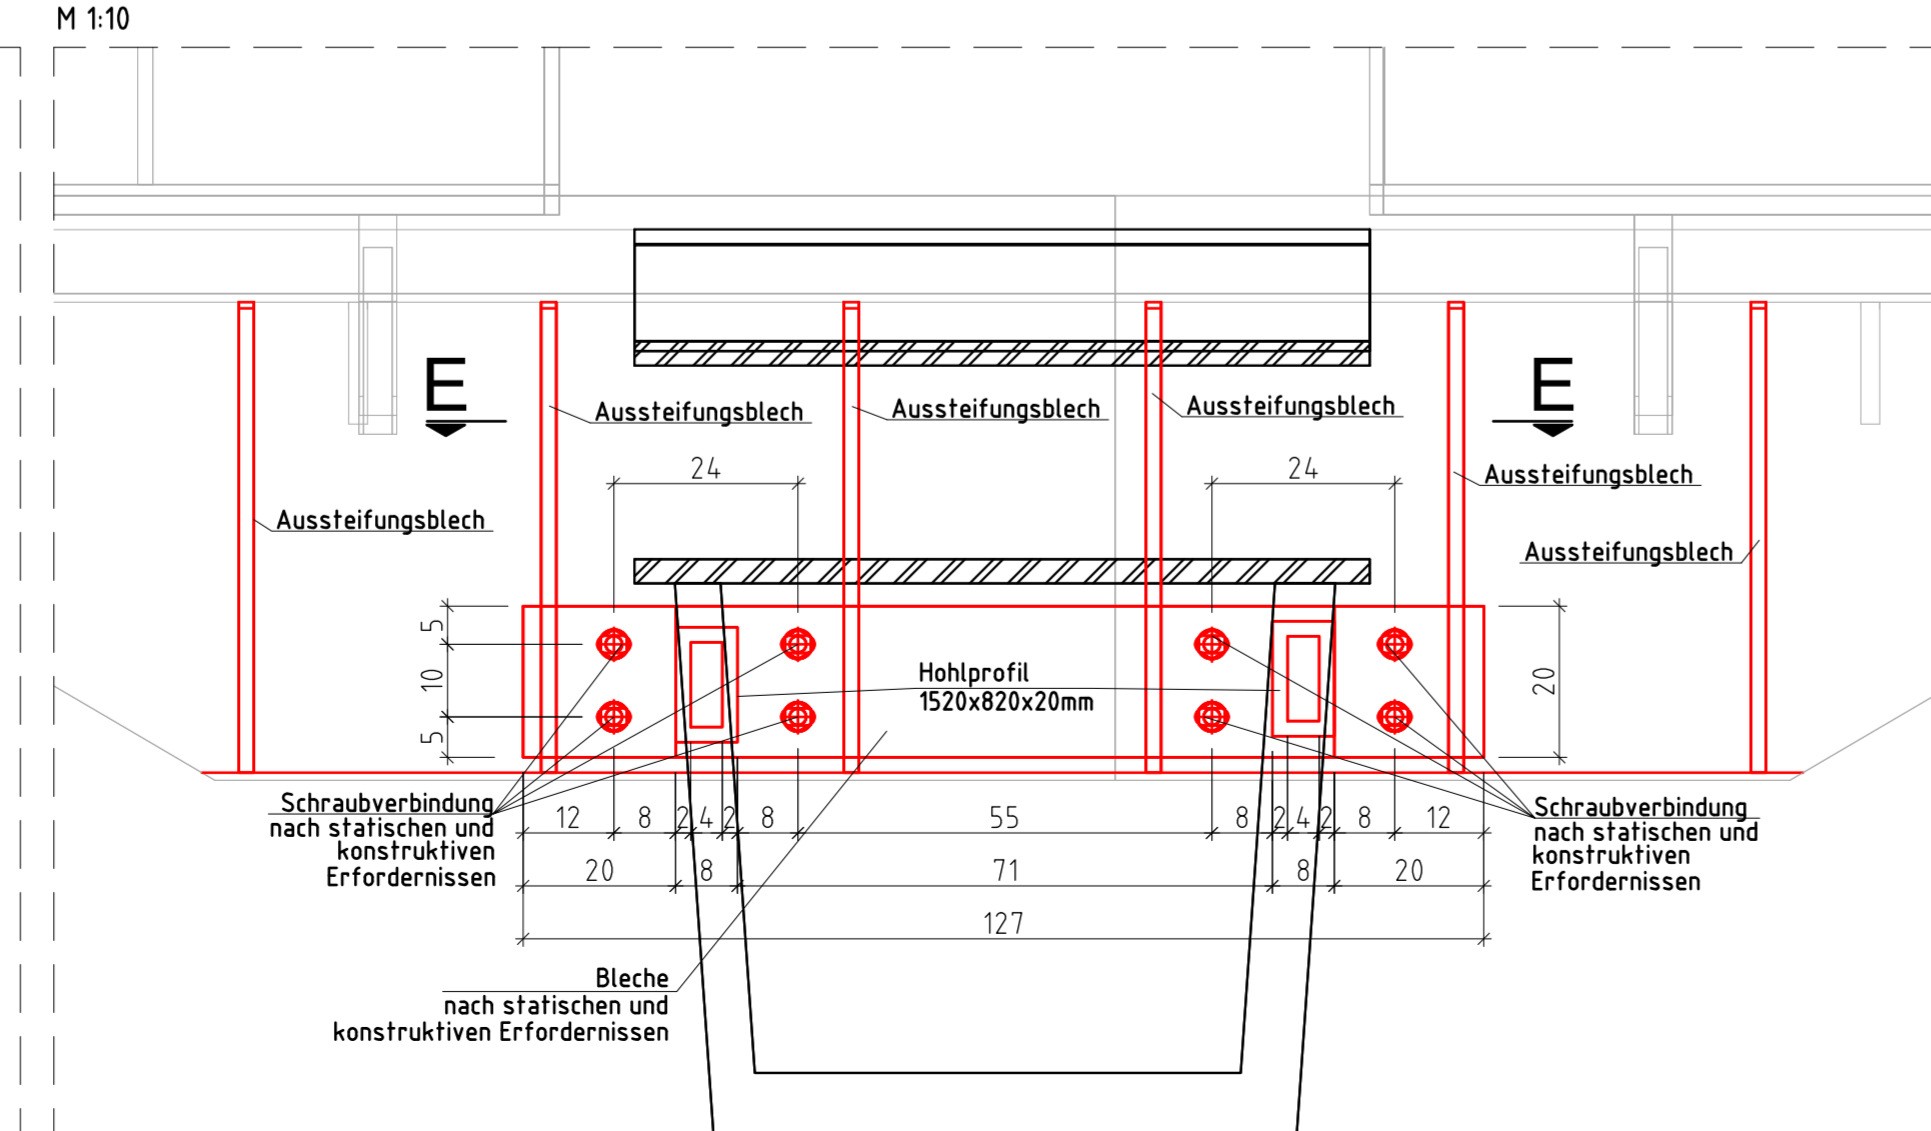 M 1:10
E
E
Aussteifungsblech
Aussteifungsblech
Aussteifungsblech
Aussteifungsblech
Aussteifungsblech
Aussteifungsblech
24
24
5
10
5
20
Hohlprofil
1520x820x20mm
Schraubverbindung
nach statischen und
konstruktiven
Erfordernissen
12 8 2 4 2 8 55 8 2 4 2 8 12
20 8 71 8 20
127
Schraubverbindung
nach statischen und
konstruktiven
Erfordernissen
Bleche
nach statischen und
konstruktiven Erfordernissen